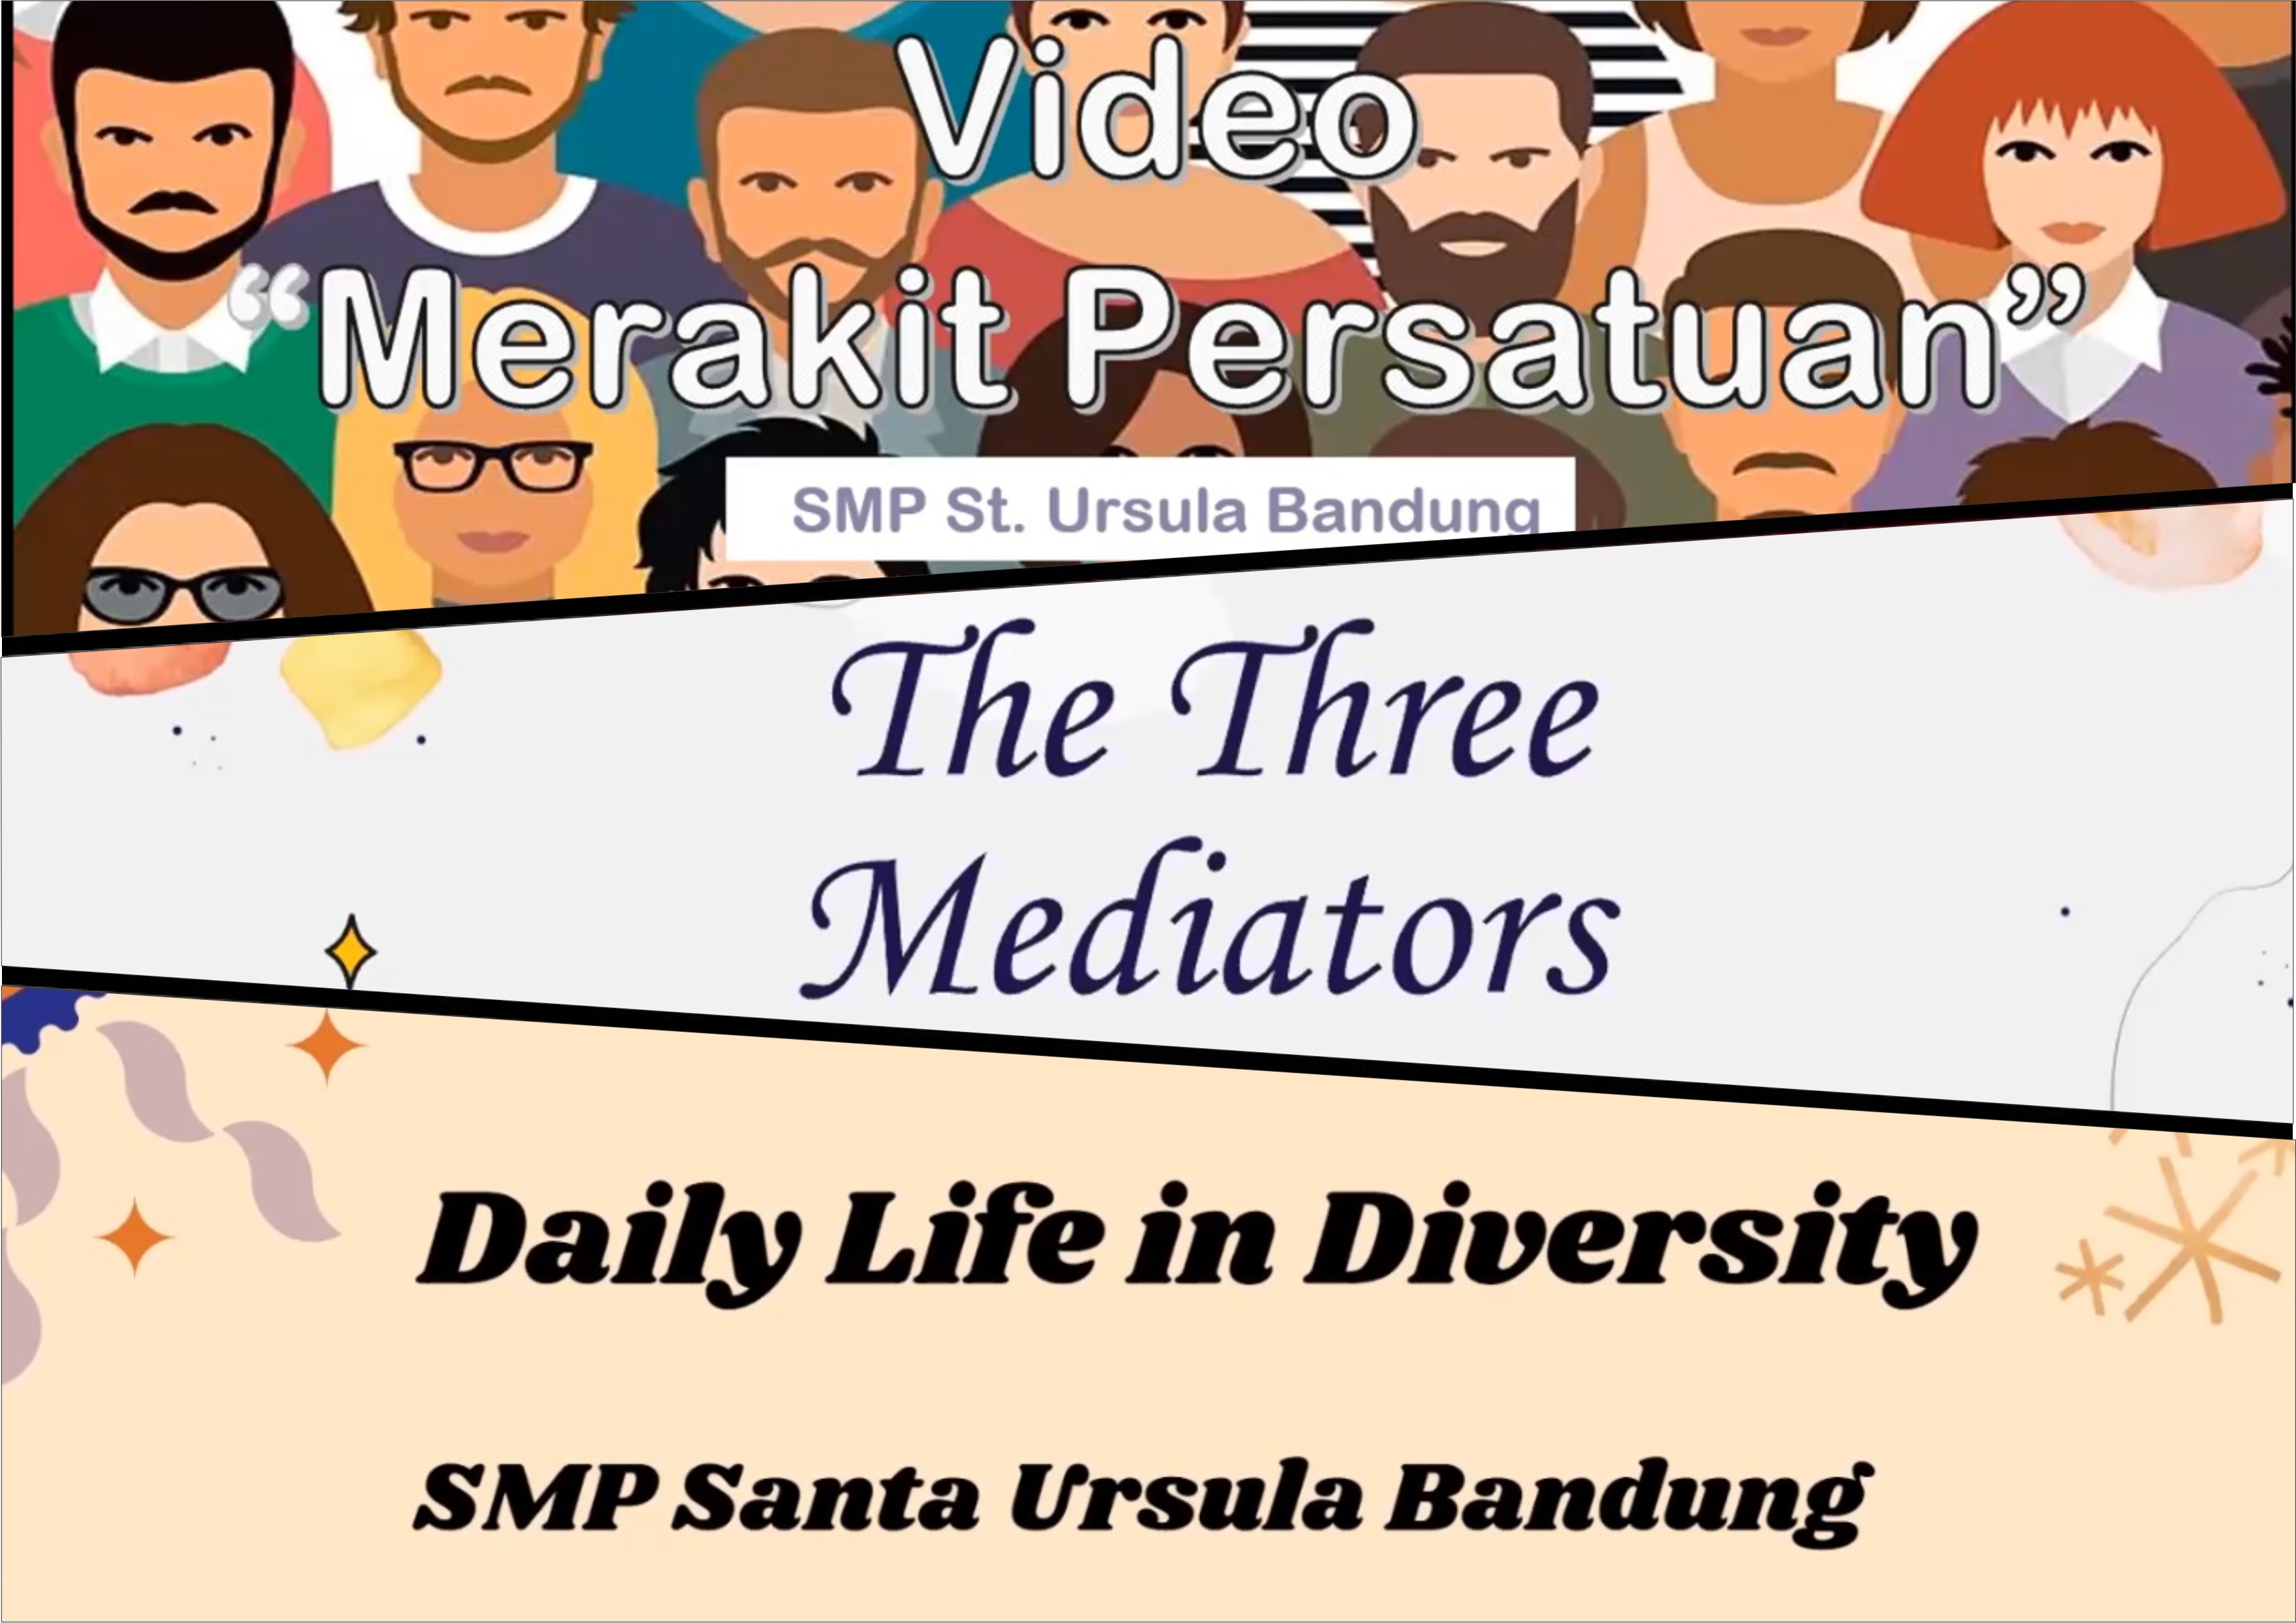 Video
“Merakit Persatuan”
SMP St. Ursula Bandung
The Three
Mediators
Daily Life in Diversity
SMP Santa Ursula Bandung